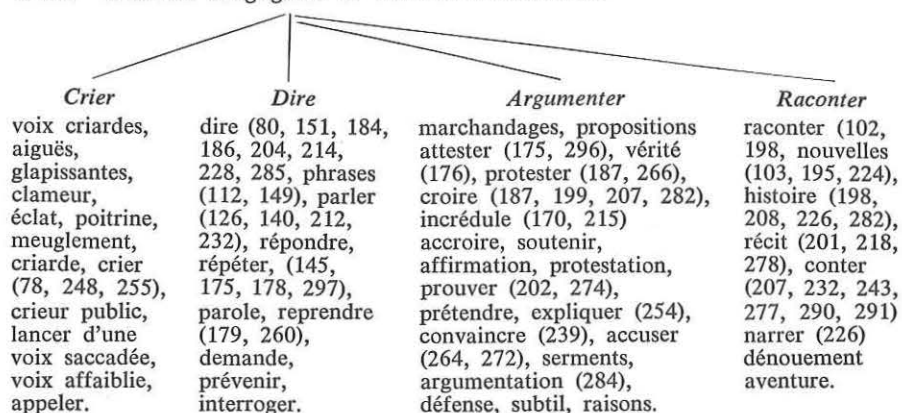 Crier
voix criardes,
aiguës,
glapissantes,
clameur,
éclat, poitrine,
meuglement,
criarde, crier
(78, 248, 255),
crieur public,
lancer d'une
voix saccadée,
voix affaiblie,
appeler.
Dire
dire (80, 151, 184,
186, 204, 214,
228, 285, phrases
(112, 149), parler
(126, 140, 212,
232), répondre,
répéter, (145,
175, 178, 297),
parole, reprendre
(179, 260),
demande,
prévenir,
interroger.
Argumenter
marchandages, propositions
attester (175, 296), vérité
(176), protester (187, 266),
croire (187, 199, 207, 282),
incrédule (170, 215)
accroire, soutenir,
affirmation, protestation,
prouver (202, 274),
prétendre, expliquer (254),
convaincre (239), accuser
(264, 272), serments,
argumentation (284),
défense, subtil, raisons.
Raconter
raconter (102,
198, nouvelles
(103, 195, 224),
histoire (198,
208, 226, 282),
récit (201, 218,
278), conter
(207, 232, 243,
277, 290, 291)
narrer (226)
dénouement
aventure.